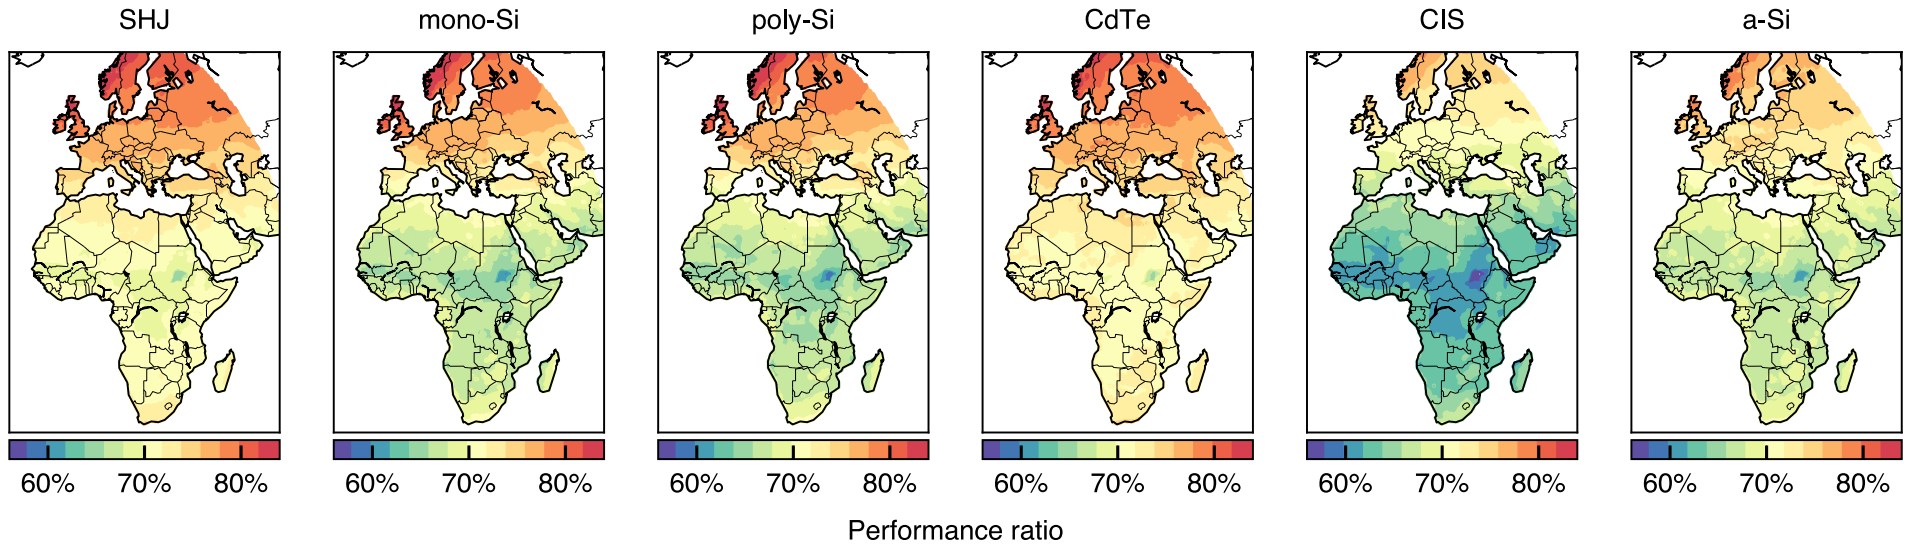 SHJ mono-Si poly-Si CdTe CIS a-Si
60% 70% 80% 60% 70% 80% 60% 70% 80% 60% 70% 80% 60% 70% 80% 60% 70% 80%
Performance ratio